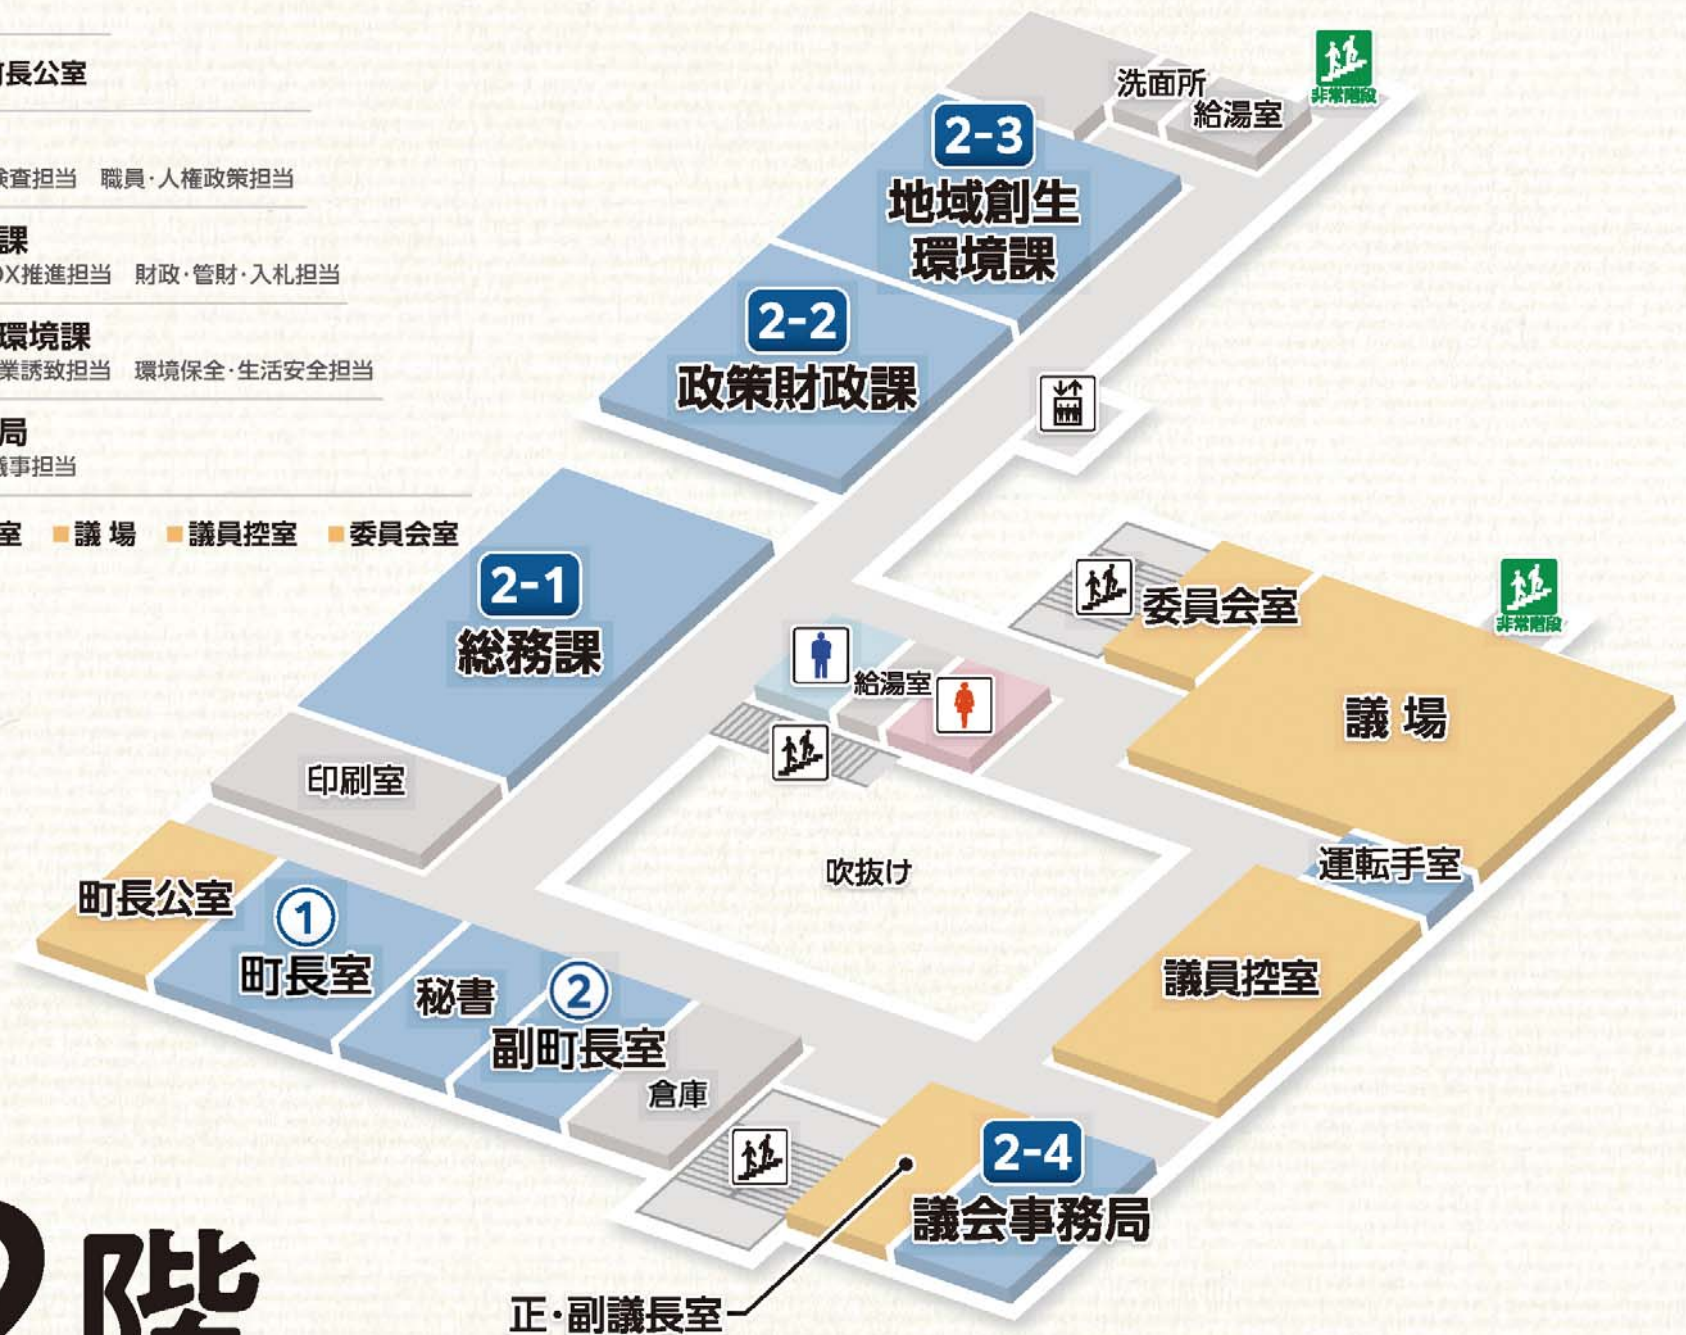 町長公室
検査担当　職員・人権政策担当
課
DX推進担当　財政・管財・入札担当
環境課
業誘致担当　環境保全・生活安全担当
局
議事担当
室　■議 場　■議員控室　■委員会室
洗面所
給湯室
非常階段
2-3
地域創生
環境課
2-2
政策財政課
2-1
総務課
印刷室
委員会室
非常階段
議 場
給湯室
吹抜け
運転手室
議員控室
町長公室
①
町長室
秘書
②
副町長室
倉庫
2-4
議会事務局
正・副議長室
階